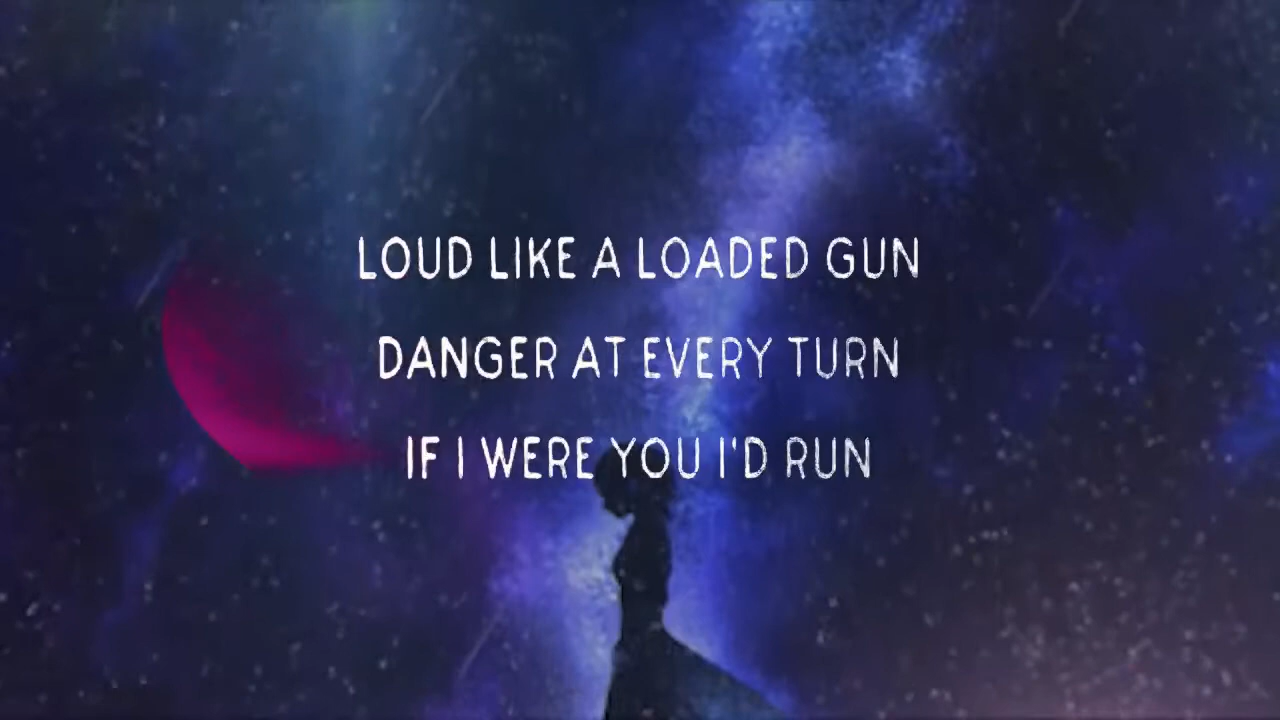 LOUD LIKE A LOADED GUN
DANGER AT EVERY TURN
IF I WERE YOU I'D RUN